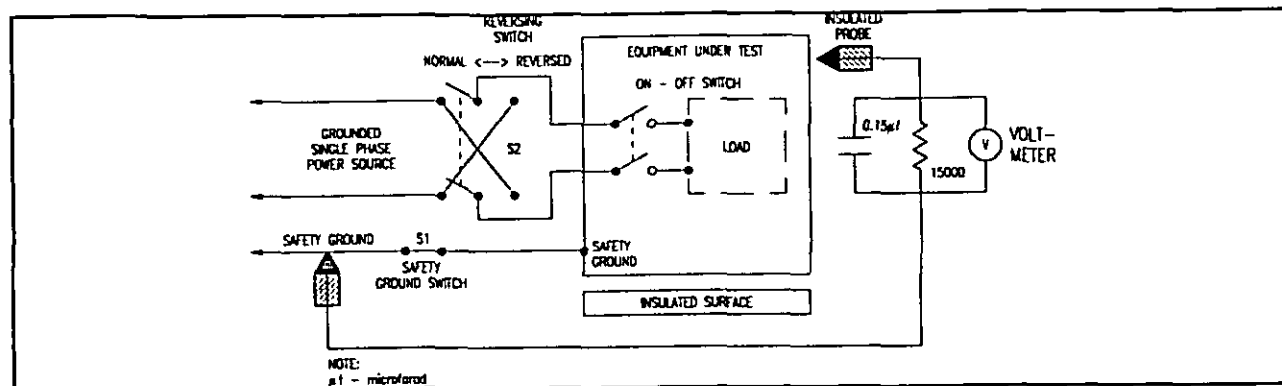 REVERSING
SWITCH
NORMAL <---> REVERSED
GROUNDED
SINGLE PHASE
POWER SOURCE
S2
SAFETY GROUND
S1
SAFETY
GROUND SWITCH
EQUIPMENT UNDER TEST
ON - OFF SWITCH
LOAD
SAFETY
GROUND
INSULATED SURFACE
INSULATED
PROBE
0.15µf
1500Ω
V
VOLT-
METER
NOTE:
µf - microfarad